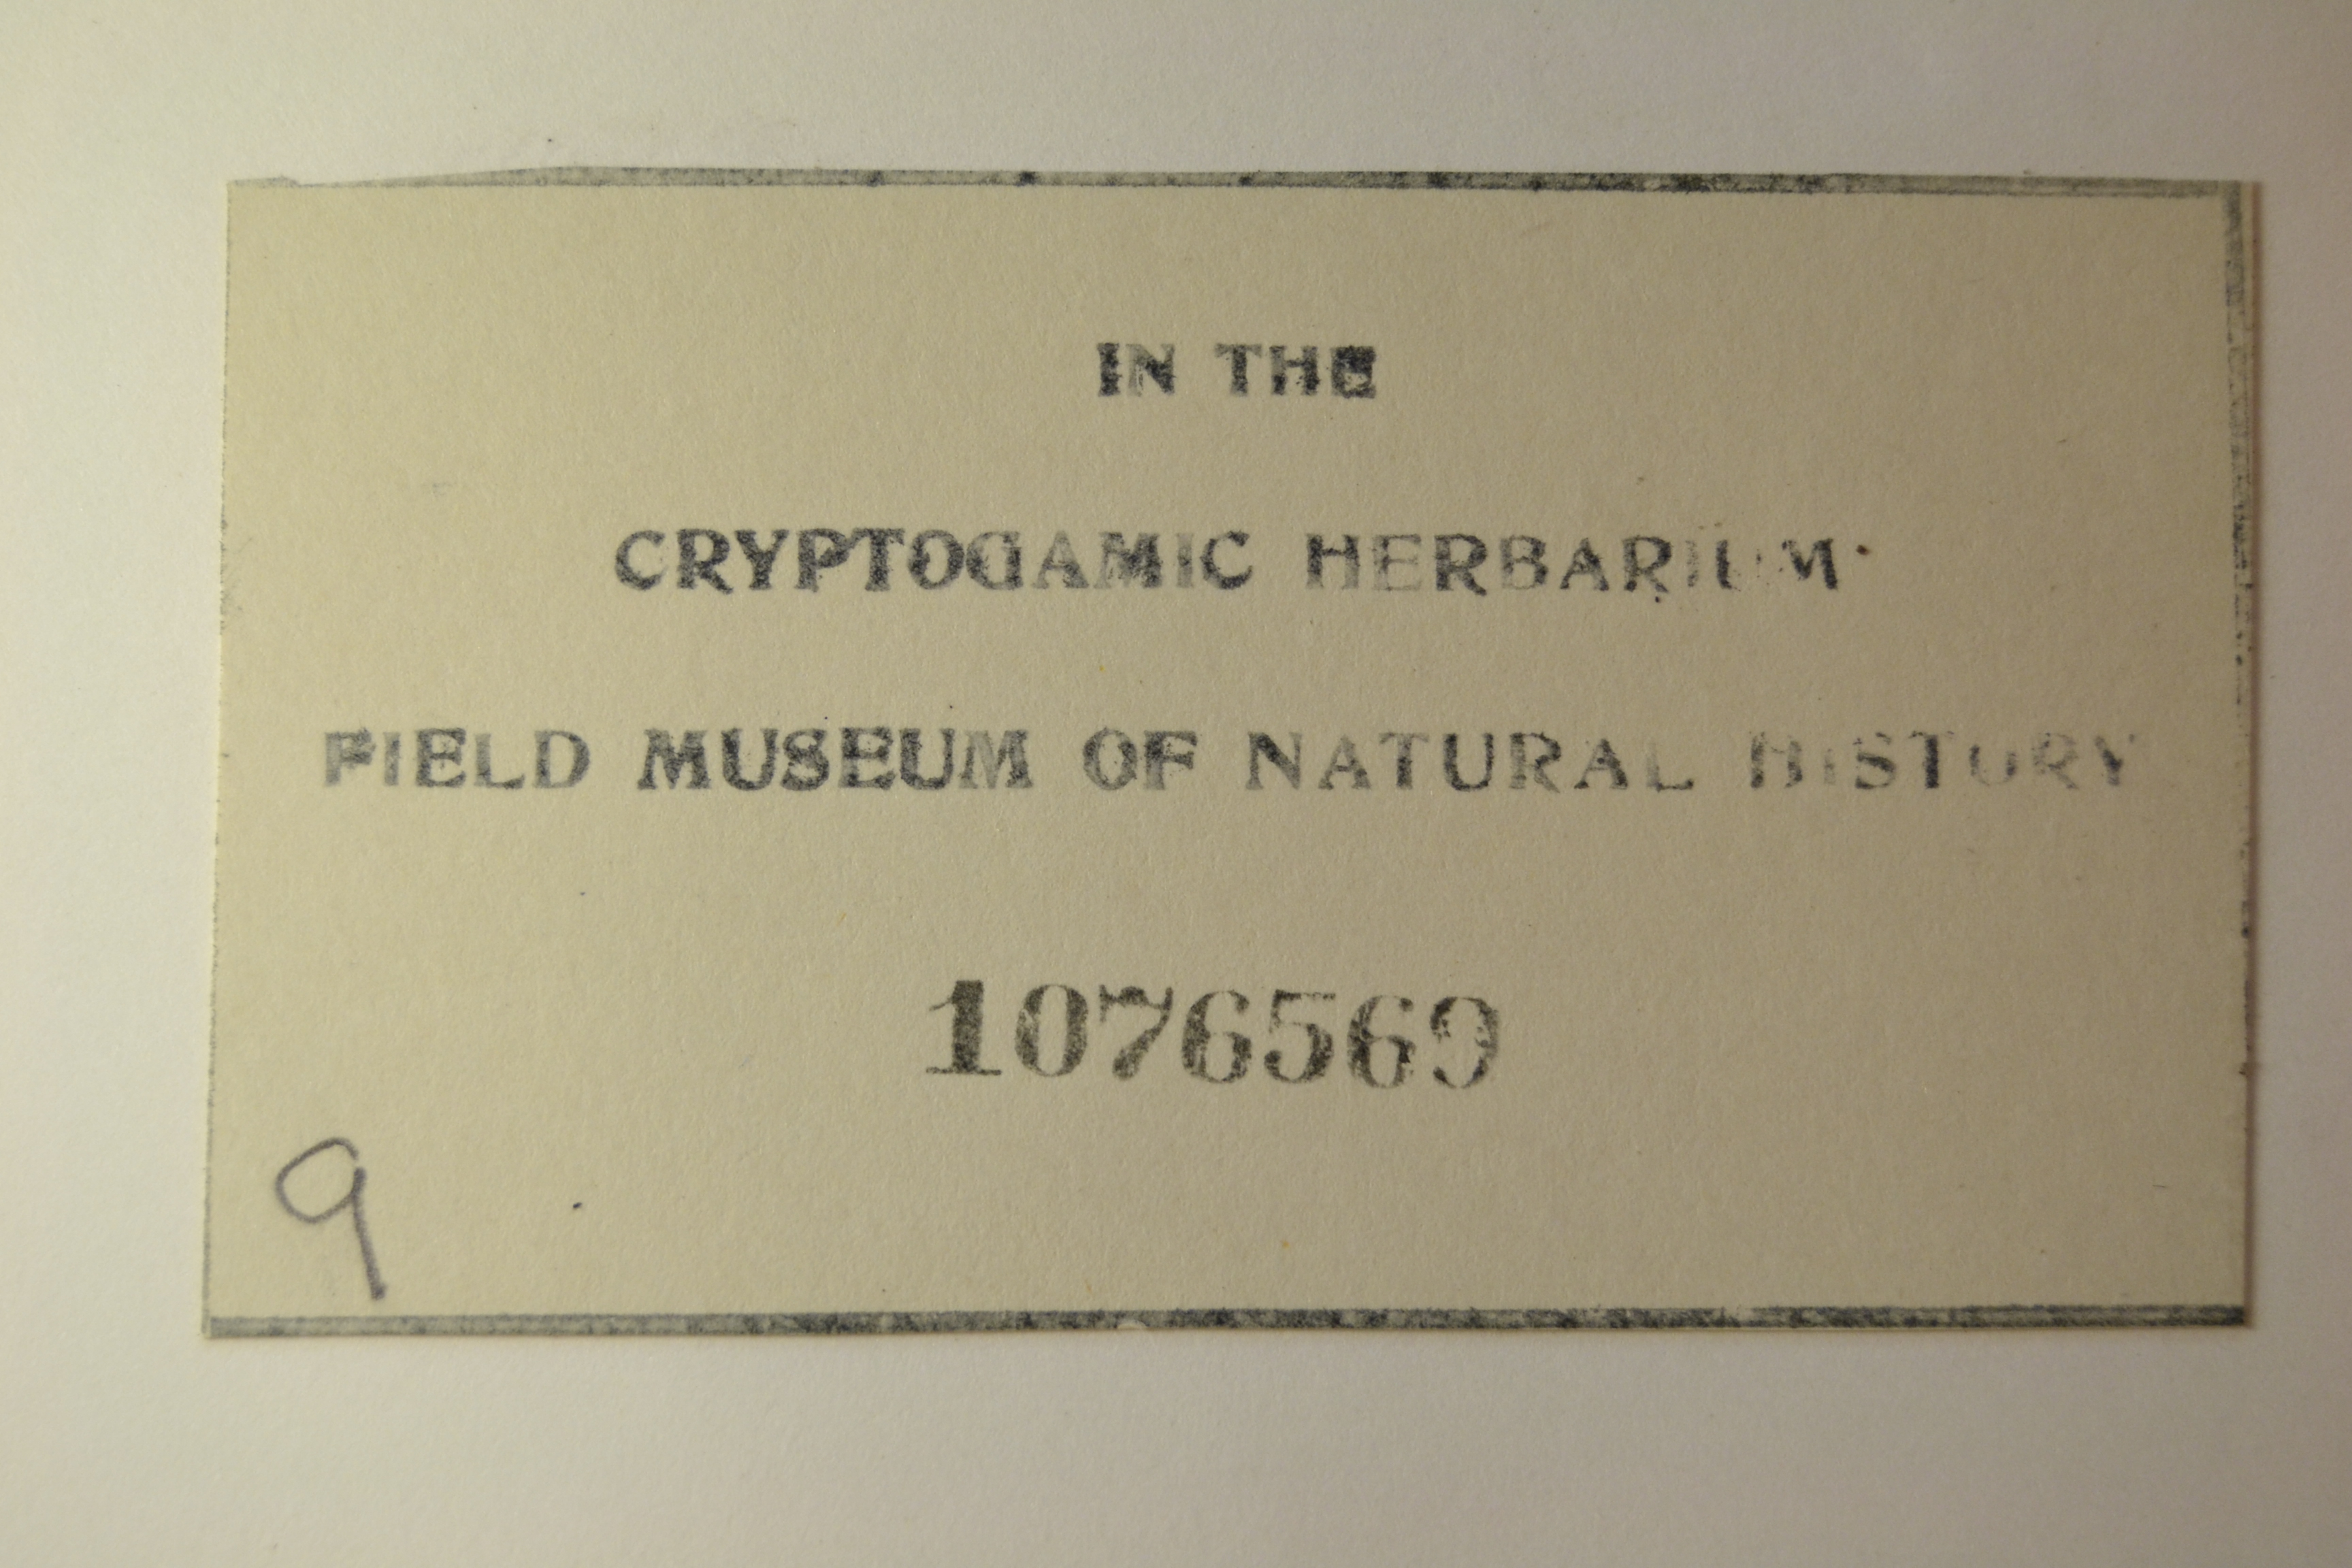 IN THE
CRYPTOGAMIC HERBARIUM
FIELD MUSEUM OF NATURAL HISTORY
1076569
9